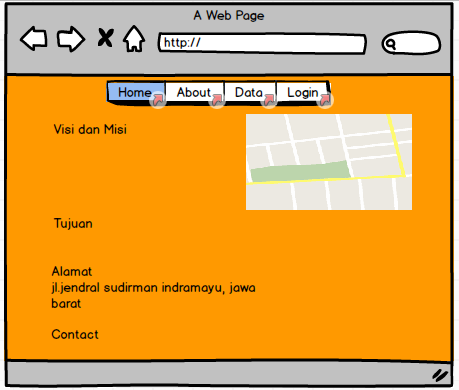 A Web Page
http://
Home About Data Login
Visi dan Misi
Tujuan
Alamat
jl.jendral sudirman indramayu, jawa
barat
Contact